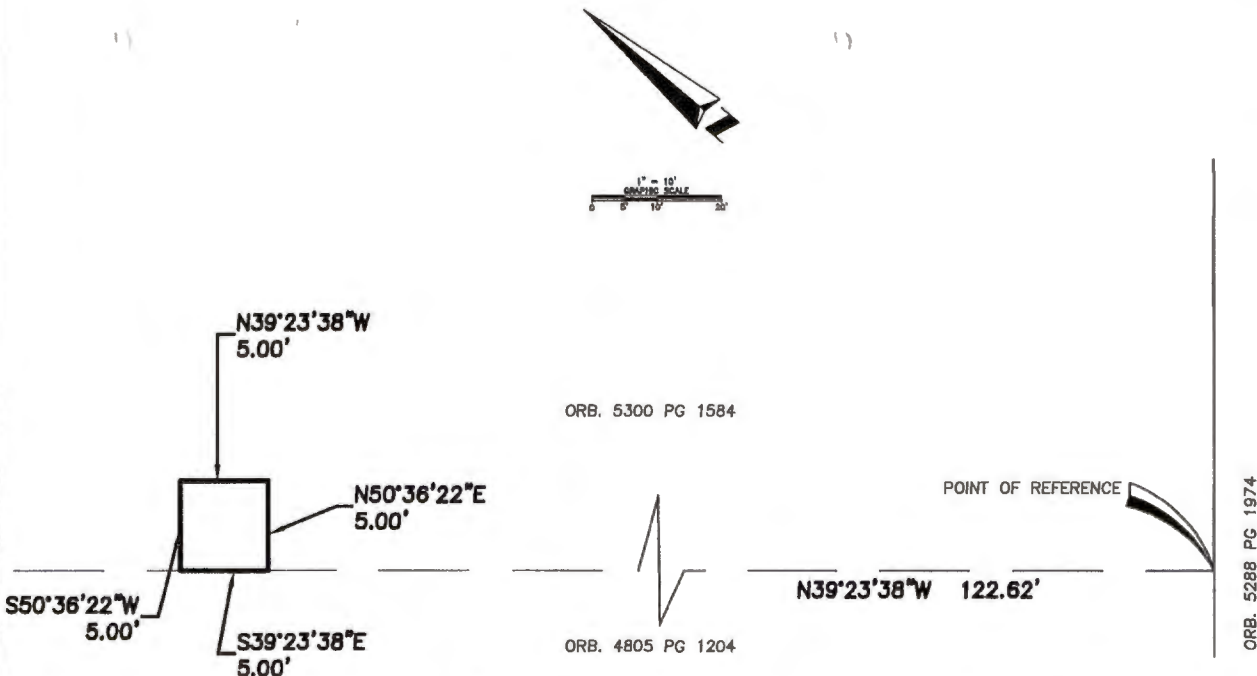 N
1" = 10'
GRAPHIC SCALE
0 5' 10' 20'
N39°23'38"W
5.00'
ORB. 5300 PG 1584
N50°36'22"E
5.00'
POINT OF REFERENCE
ORB. 5288 PG 1974
N39°23'38"W 122.62'
S50°36'22"W
5.00'
S39°23'38"E
5.00'
ORB. 4805 PG 1204